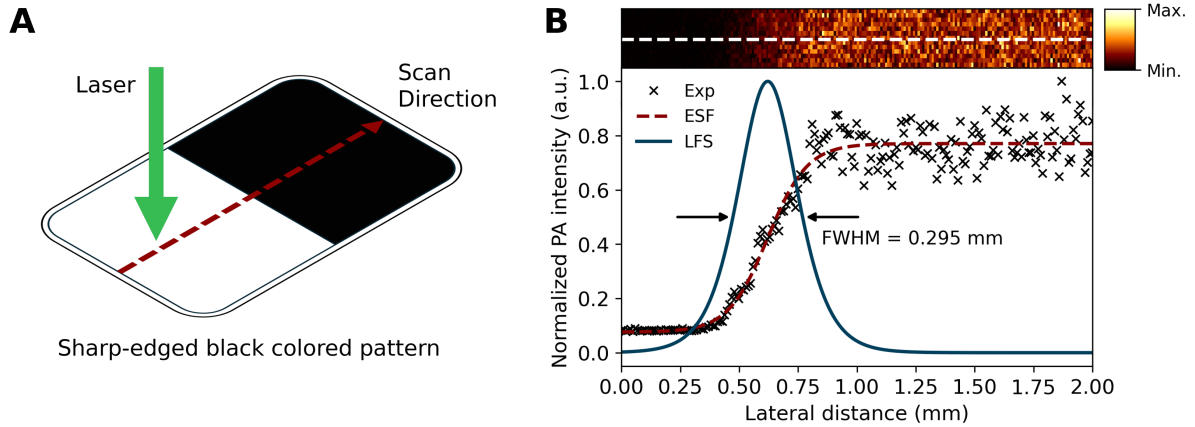 A
Laser
Scan
Direction
Sharp-edged black colored pattern
B
Max.
Min.
Normalized PA intensity (a.u.)
1.0
0.8
0.6
0.4
0.2
0.0
Exp
ESF
LFS
FWHM = 0.295 mm
0.00 0.25 0.50 0.75 1.00 1.25 1.50 1.75 2.00
Lateral distance (mm)